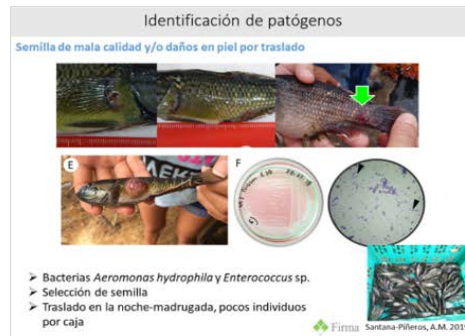 Identificación de patógenos
Semilla de mala calidad y/o daños en piel por traslado
E
F
➤ Bacterias Aeromonas hydrophila y Enterococcus sp.
➤ Selección de semilla
➤ Traslado en la noche-madrugada, pocos individuos
por caja
Firma
Santana-Piñeros, A.M. 2019